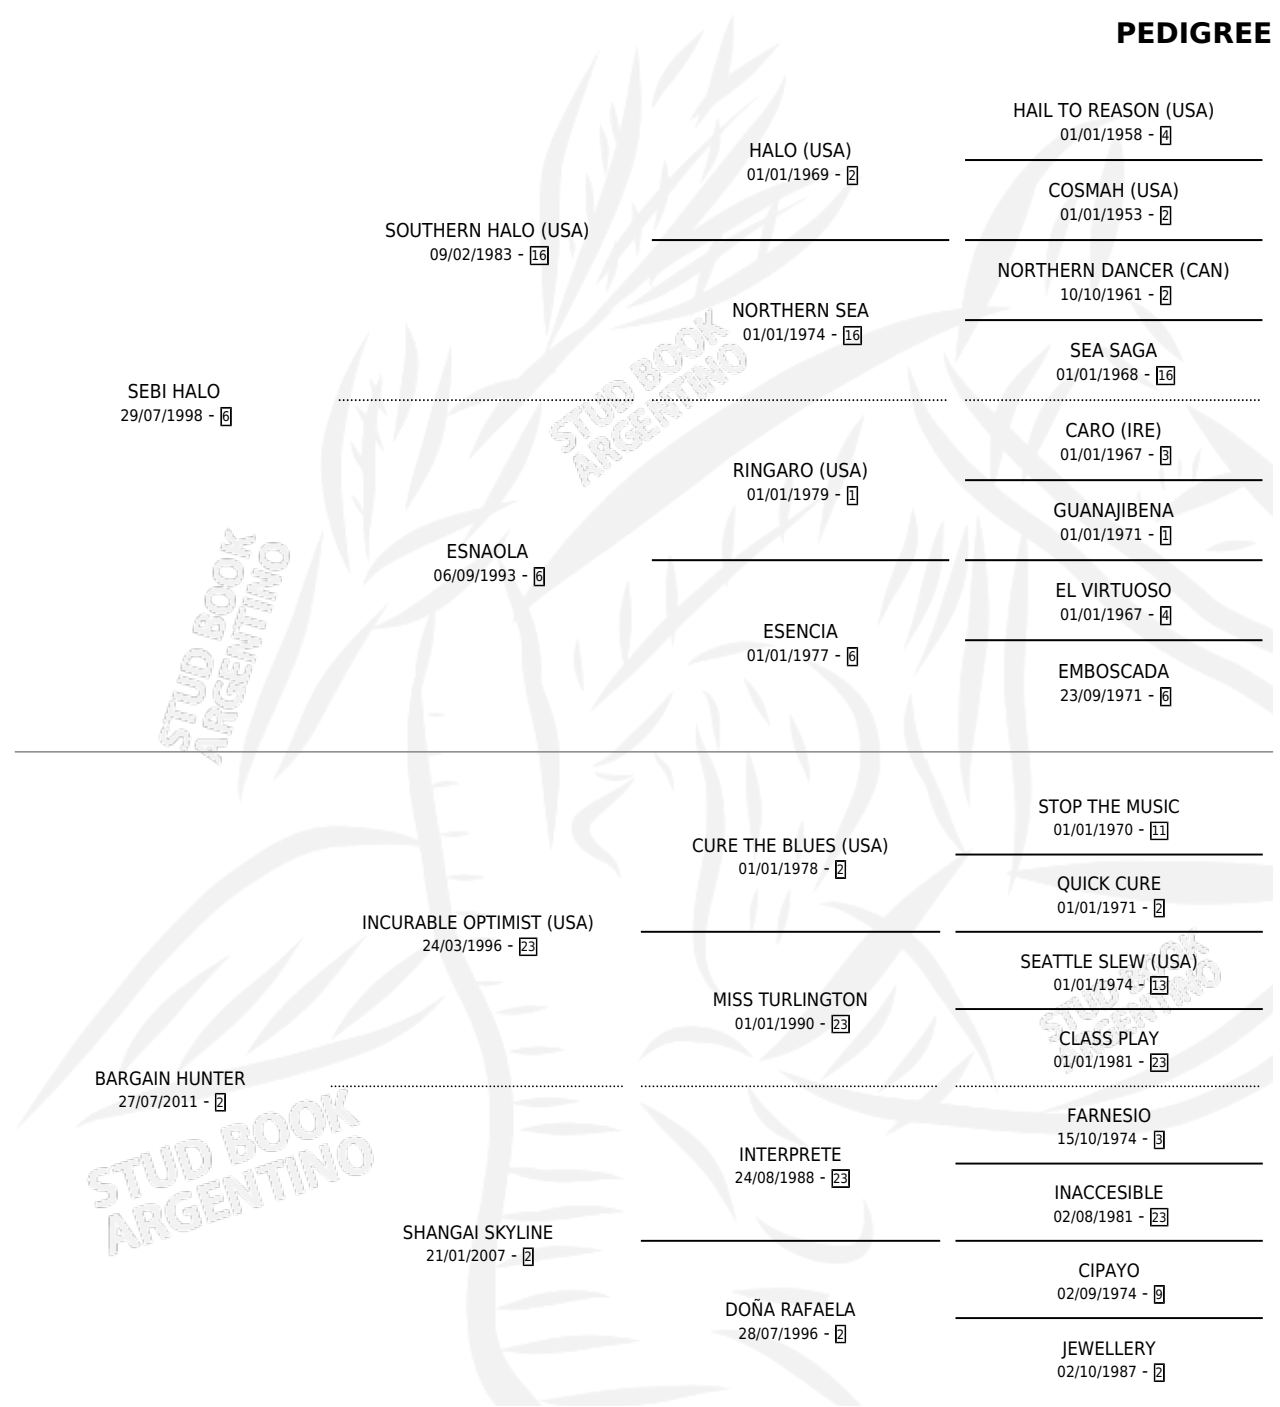 PEDIGREE
HAIL TO REASON (USA)
01/01/1958 - 4
HALO (USA)
01/01/1969 - 2
COSMAH (USA)
01/01/1953 - 2
SOUTHERN HALO (USA)
09/02/1983 - 16
NORTHERN DANCER (CAN)
10/10/1961 - 2
NORTHERN SEA
01/01/1974 - 16
SEA SAGA
01/01/1968 - 16
SEBI HALO
29/07/1998 - 6
CARO (IRE)
01/01/1967 - 3
RINGARO (USA)
01/01/1979 - 1
GUANAJIBENA
01/01/1971 - 1
ESNAOLA
06/09/1993 - 6
EL VIRTUOSO
01/01/1967 - 4
ESENCIA
01/01/1977 - 6
EMBOSCADA
23/09/1971 - 6
STUD BOOK
ARGENTINO
STUD BOOK
ARGENTINO
STOP THE MUSIC
01/01/1970 - 11
CURE THE BLUES (USA)
01/01/1978 - 2
QUICK CURE
01/01/1971 - 2
INCURABLE OPTIMIST (USA)
24/03/1996 - 23
SEATTLE SLEW (USA)
01/01/1974 - 13
MISS TURLINGTON
01/01/1990 - 23
CLASS PLAY
01/01/1981 - 23
BARGAIN HUNTER
27/07/2011 - 2
FARNESIO
15/10/1974 - 3
INTERPRETE
24/08/1988 - 23
INACCESIBLE
02/08/1981 - 23
SHANGAI SKYLINE
21/01/2007 - 2
CIPAYO
02/09/1974 - 9
DOÑA RAFAELA
28/07/1996 - 2
JEWELLERY
02/10/1987 - 2
STUD BOOK
ARGENTINO
STUD BOOK
ARGENTINO